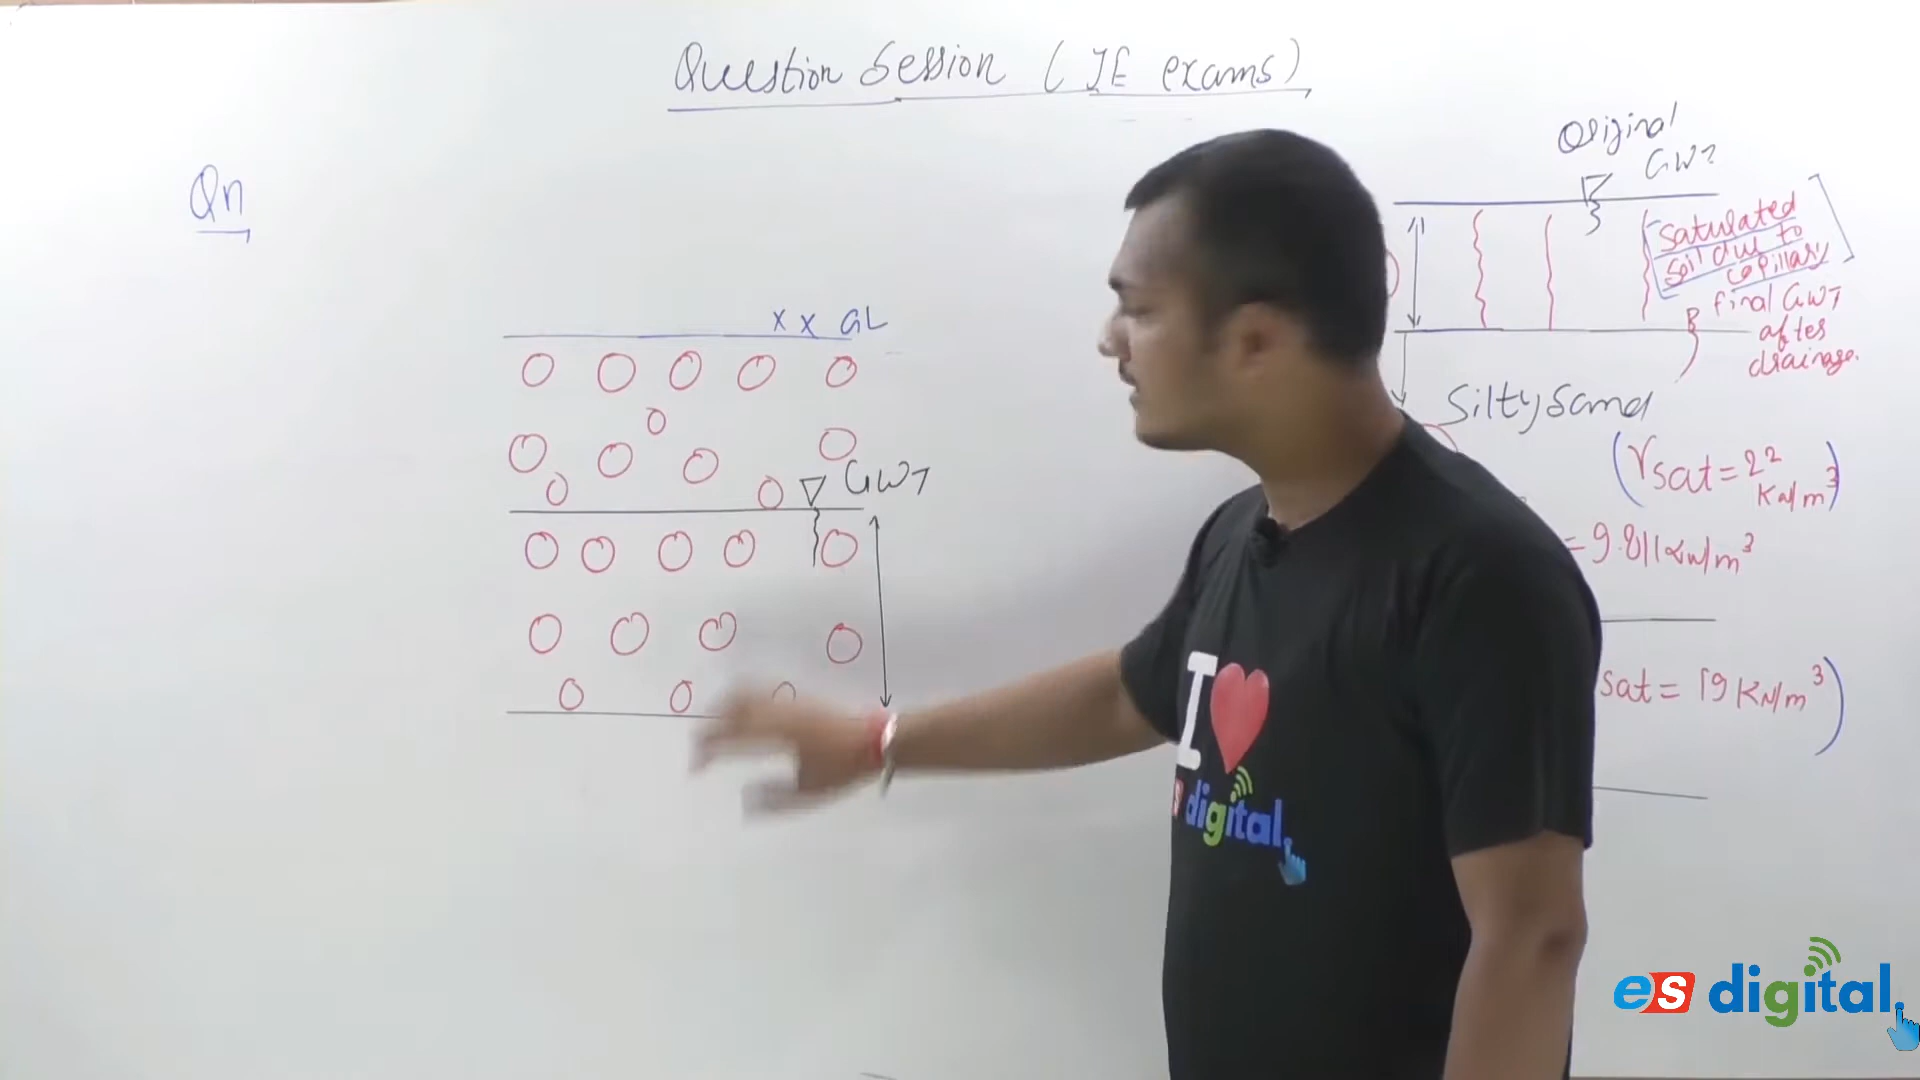 Question Session (JE exams)
Qn
x x GL
GWT
Original
GWT
saturated
soil due to
capillary
final GWT
after
drainage.
Silty Sand
(γsat = 22
KN/m³)
= 9.81 KN/m³
sat = 19 KN/m³)
I ❤
s digital
es digital